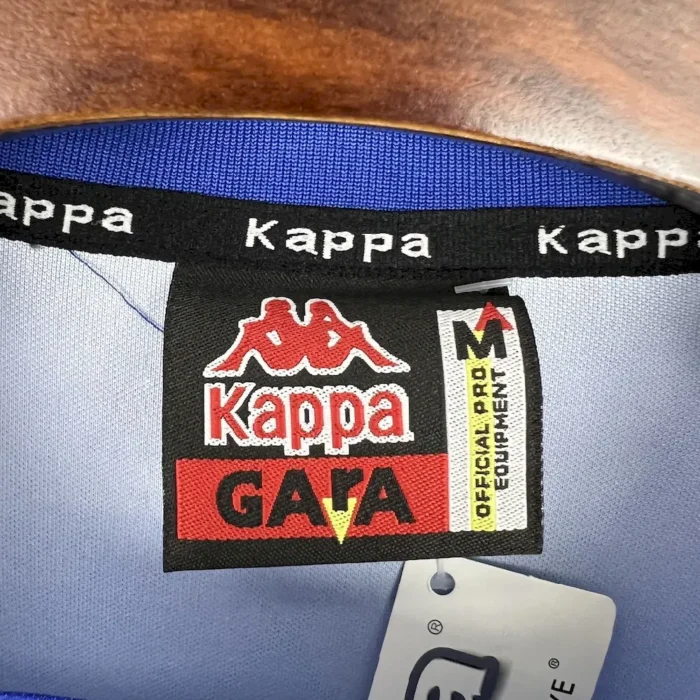 Kappa
Kappa
Kappa
Kappa
GArA
M
OFFICIAL PRO
EQUIPMENT
®
®